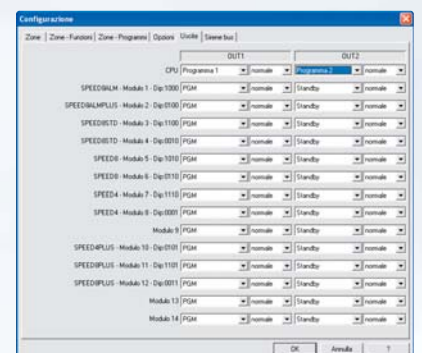 Configurazione
Zone Zone - Funzioni Zone - Programmi Opzioni Uscite Sirene bus
OUT1 OUT2
CPU Programma 1 normale Programma 2 normale
SPEED8ALM - Modulo 1 - Dip:1000 PGM normale Standby normale
SPEED8ALMPLUS - Modulo 2 - Dip:0100 PGM normale Standby normale
SPEED8STD - Modulo 3 - Dip:1100 PGM normale Standby normale
SPEED8STD - Modulo 4 - Dip:0010 PGM normale Standby normale
SPEED8 - Modulo 5 - Dip:1010 PGM normale Standby normale
SPEED8 - Modulo 6 - Dip:0110 PGM normale Standby normale
SPEED4 - Modulo 7 - Dip:1110 PGM normale Standby normale
SPEED4 - Modulo 8 - Dip:0001 PGM normale Standby normale
Modulo 9 PGM normale Standby normale
SPEED4PLUS - Modulo 10 - Dip:0101 PGM normale Standby normale
SPEED8PLUS - Modulo 11 - Dip:1101 PGM normale Standby normale
SPEED8PLUS - Modulo 12 - Dip:0011 PGM normale Standby normale
Modulo 13 PGM normale Standby normale
Modulo 14 PGM normale Standby normale
OK Annulla ?